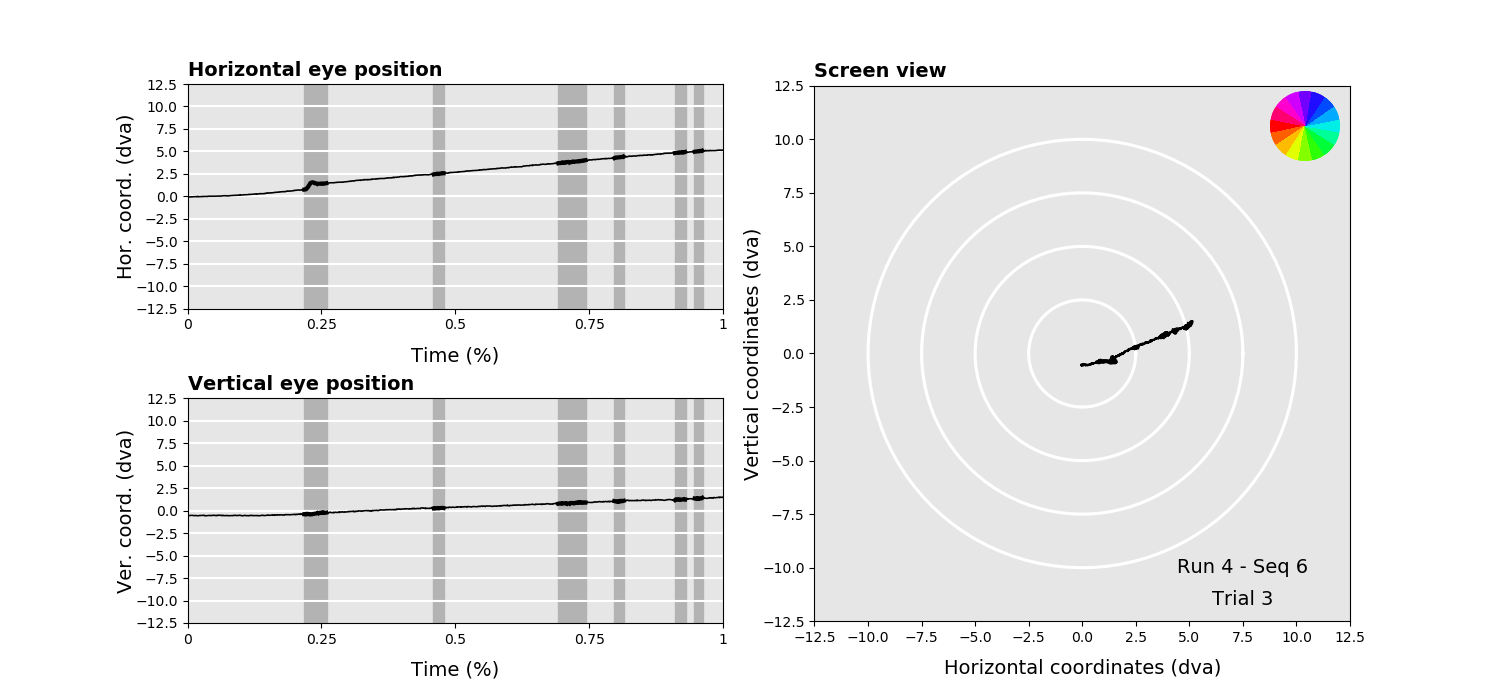 Horizontal eye position
Hor. coord. (dva)
12.5
10.0
7.5
5.0
2.5
0.0
−2.5
−5.0
−7.5
−10.0
−12.5
0 0.25 0.5 0.75 1
Time (%)
Vertical eye position
Ver. coord. (dva)
12.5
10.0
7.5
5.0
2.5
0.0
−2.5
−5.0
−7.5
−10.0
−12.5
0 0.25 0.5 0.75 1
Time (%)
Screen view
Vertical coordinates (dva)
12.5
10.0
7.5
5.0
2.5
0.0
−2.5
−5.0
−7.5
−10.0
−12.5
Run 4 - Seq 6
Trial 3
−12.5 −10.0 −7.5 −5.0 −2.5 0.0 2.5 5.0 7.5 10.0 12.5
Horizontal coordinates (dva)